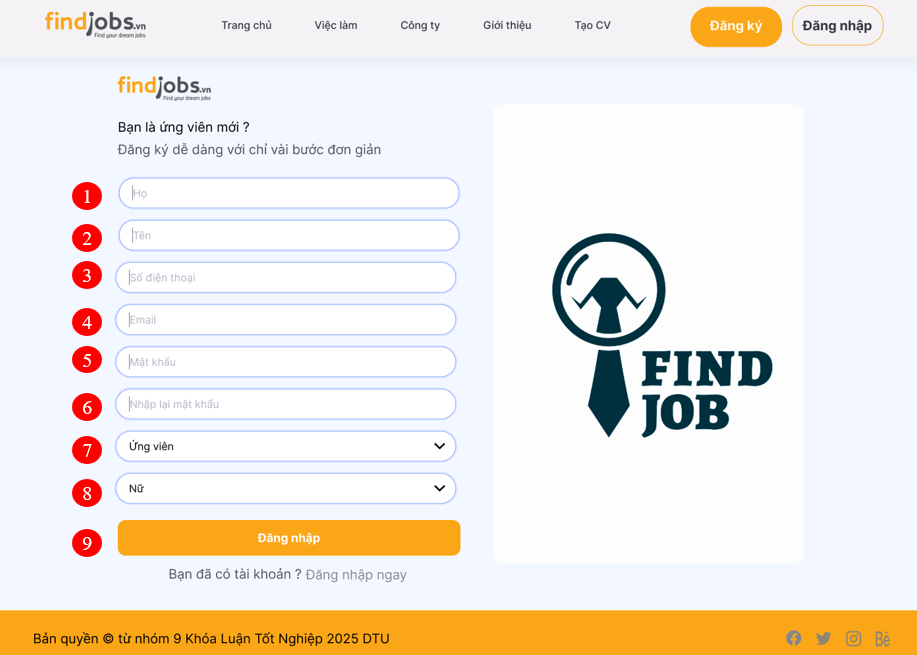 findjobs.vn
Find your dream jobs
Trang chủ
Việc làm
Công ty
Giới thiệu
Tạo CV
Đăng ký
Đăng nhập
findjobs.vn
Find your dream jobs
Bạn là ứng viên mới ?
Đăng ký dễ dàng với chỉ vài bước đơn giản
1 Họ
2 Tên
3 Số điện thoại
4 Email
5 Mật khẩu
6 Nhập lại mật khẩu
7 Ứng viên
8 Nữ
9 Đăng nhập
Bạn đã có tài khoản ? Đăng nhập ngay
FIND
JOB
Bản quyền © từ nhóm 9 Khóa Luận Tốt Nghiệp 2025 DTU